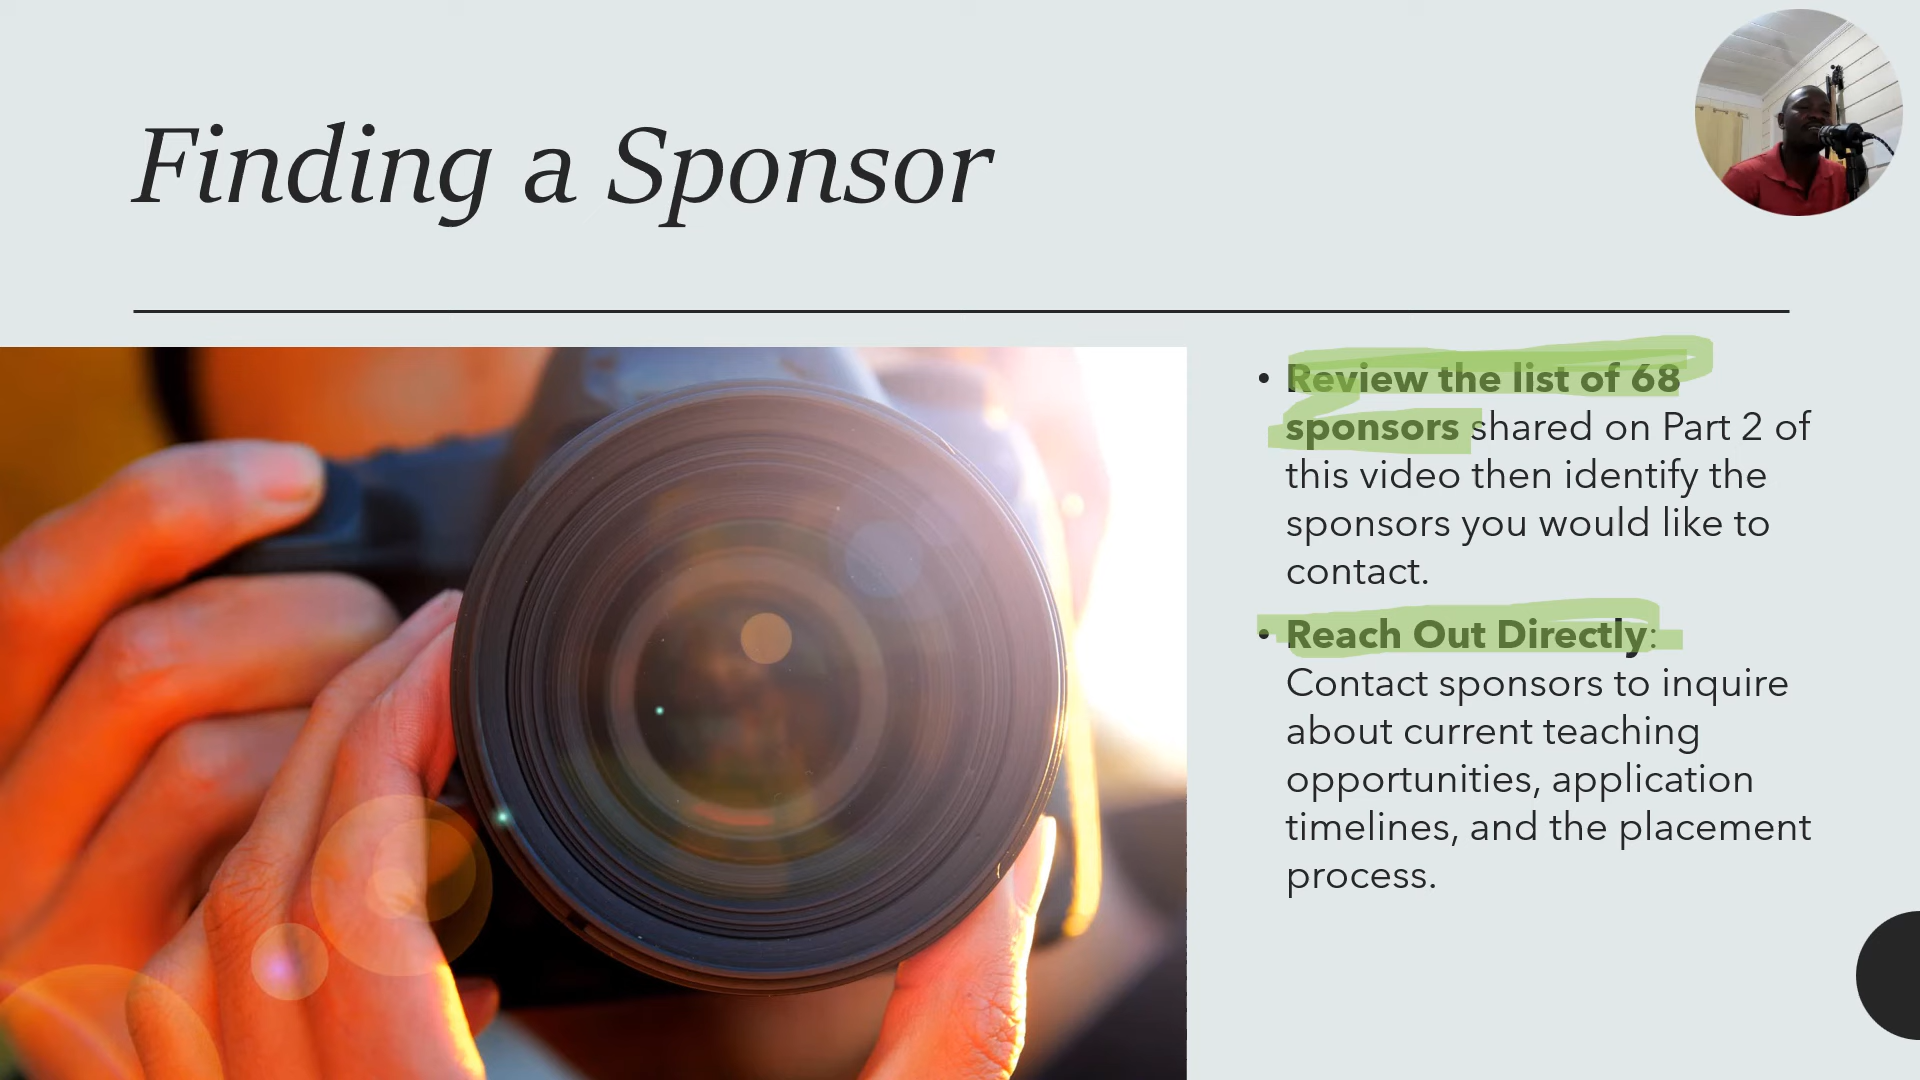 Finding a Sponsor
• Review the list of 68
sponsors shared on Part 2 of
this video then identify the
sponsors you would like to
contact.
• Reach Out Directly:
Contact sponsors to inquire
about current teaching
opportunities, application
timelines, and the placement
process.